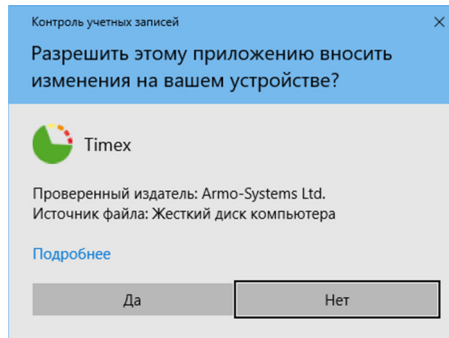 Контроль учетных записей
Разрешить этому приложению вносить
изменения на вашем устройстве?
Timex
Проверенный издатель: Armo-Systems Ltd.
Источник файла: Жесткий диск компьютера
Подробнее
Да
Нет